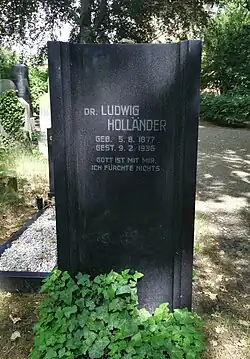 DR. LUDWIG
HOLLÄNDER
GEB. 5. 8. 1877
GEST. 9. 2. 1936
GOTT IST MIT MIR,
ICH FÜRCHTE NICHTS